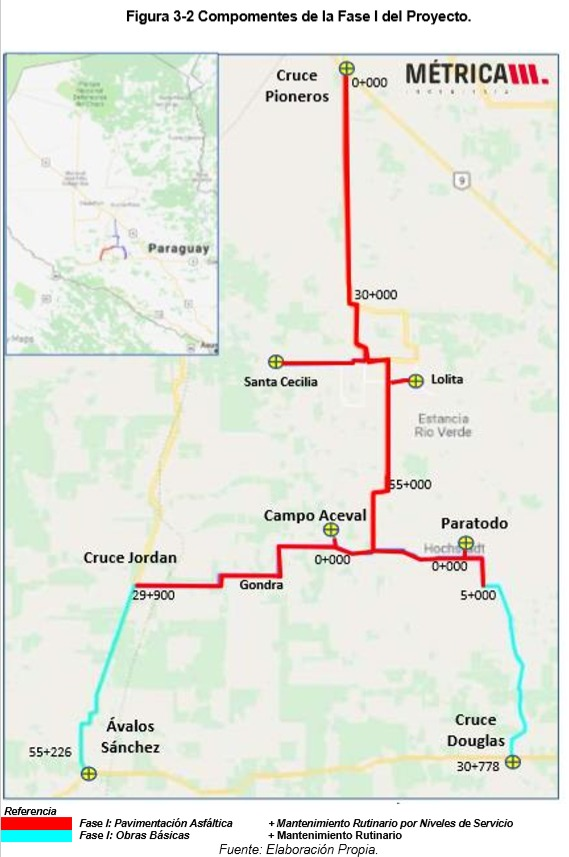 Figura 3-2 Compomentes de la Fase I del Proyecto.
Cruce
Pioneros
0+000
MÉTRICA
9
Paraguay
30+000
Santa Cecilia
Lolita
Estancia
Rio Verde
55+000
Campo Aceval
Paratodo
Cruce Jordan
0+000
0+000
29+900
Gondra
5+000
Ávalos
Sánchez
Cruce
Douglas
55+226
30+778
Referencia
Fase I: Pavimentación Asfáltica + Mantenimiento Rutinario por Niveles de Servicio
Fase I: Obras Básicas + Mantenimiento Rutinario
Fuente: Elaboración Propia.